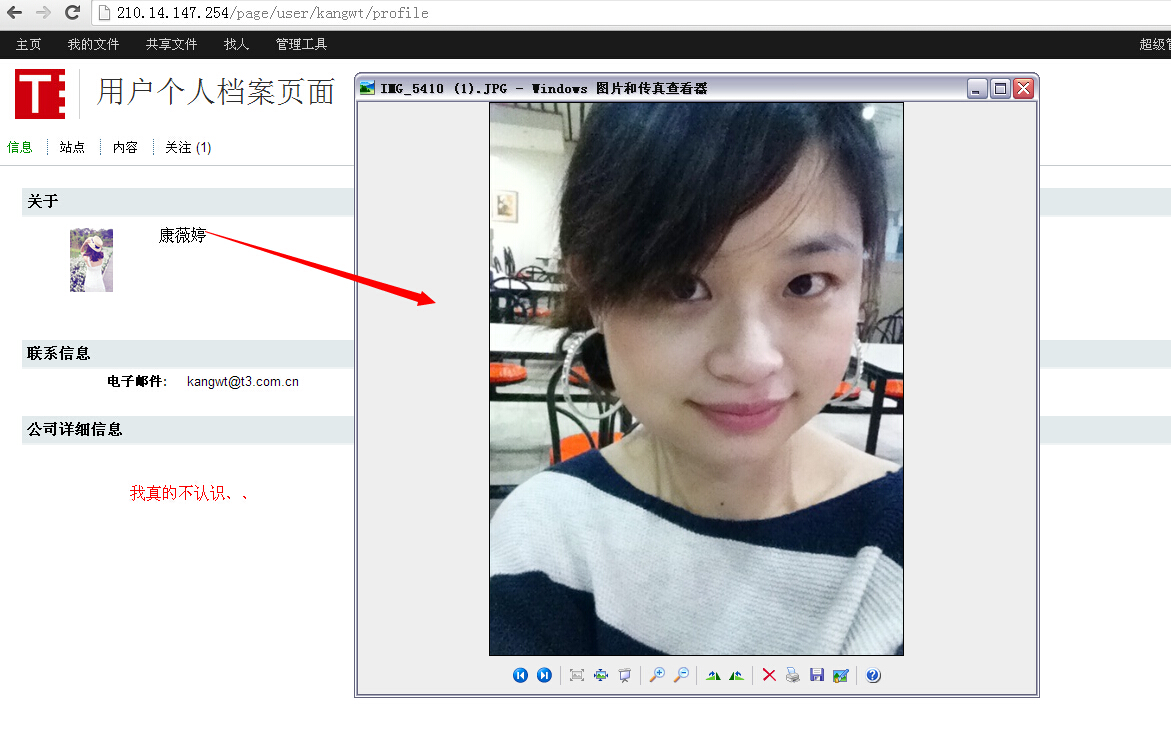 210.14.147.254/page/user/kangwt/profile
主页 我的文件 共享文件 找人 管理工具 超级管
T
用户个人档案页面
IMG_5410 (1).JPG - Windows 图片和传真查看器
信息 站点 内容 关注 (1)
关于
康薇婷
联系信息
电子邮件: kangwt@t3.com.cn
公司详细信息
我真的不认识、、